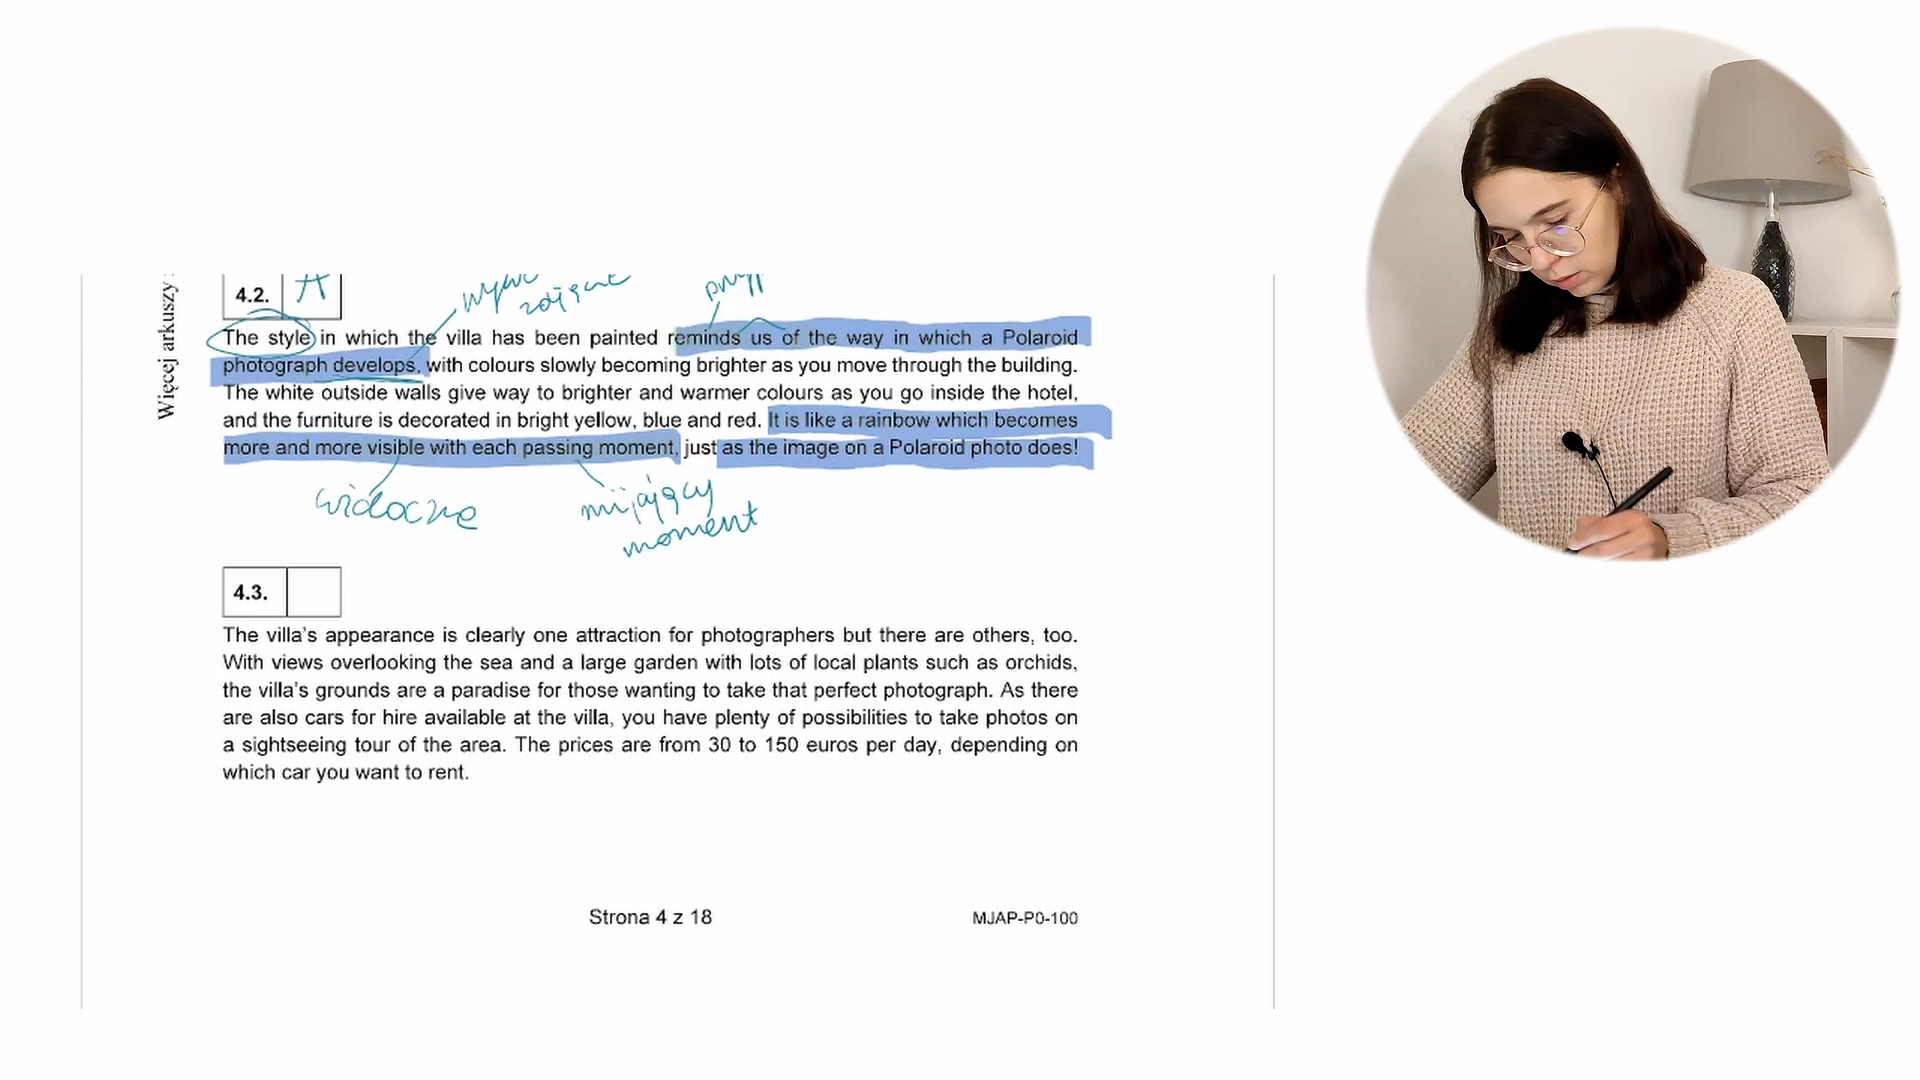 Więcej arkuszy
4.2. A
The style in which the villa has been painted reminds us of the way in which a Polaroid
photograph develops, with colours slowly becoming brighter as you move through the building.
The white outside walls give way to brighter and warmer colours as you go inside the hotel,
and the furniture is decorated in bright yellow, blue and red. It is like a rainbow which becomes
more and more visible with each passing moment, just as the image on a Polaroid photo does!
widoczne
mijający
moment
4.3.
The villa's appearance is clearly one attraction for photographers but there are others, too.
With views overlooking the sea and a large garden with lots of local plants such as orchids,
the villa's grounds are a paradise for those wanting to take that perfect photograph. As there
are also cars for hire available at the villa, you have plenty of possibilities to take photos on
a sightseeing tour of the area. The prices are from 30 to 150 euros per day, depending on
which car you want to rent.
Strona 4 z 18
MJAP-P0-100